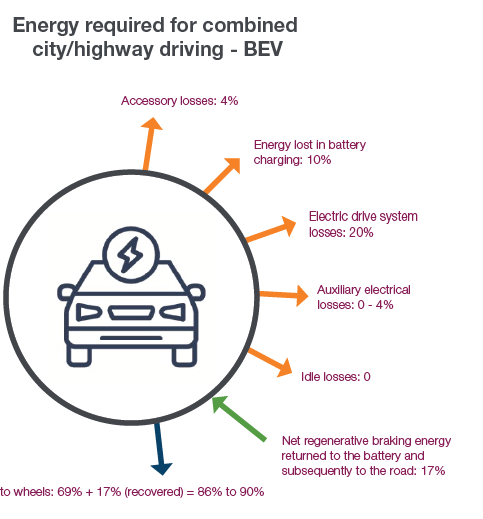 Energy required for combined
city/highway driving - BEV
Accessory losses: 4%
Energy lost in battery
charging: 10%
Electric drive system
losses: 20%
Auxiliary electrical
losses: 0 - 4%
Idle losses: 0
Net regenerative braking energy
returned to the battery and
subsequently to the road: 17%
to wheels: 69% + 17% (recovered) = 86% to 90%